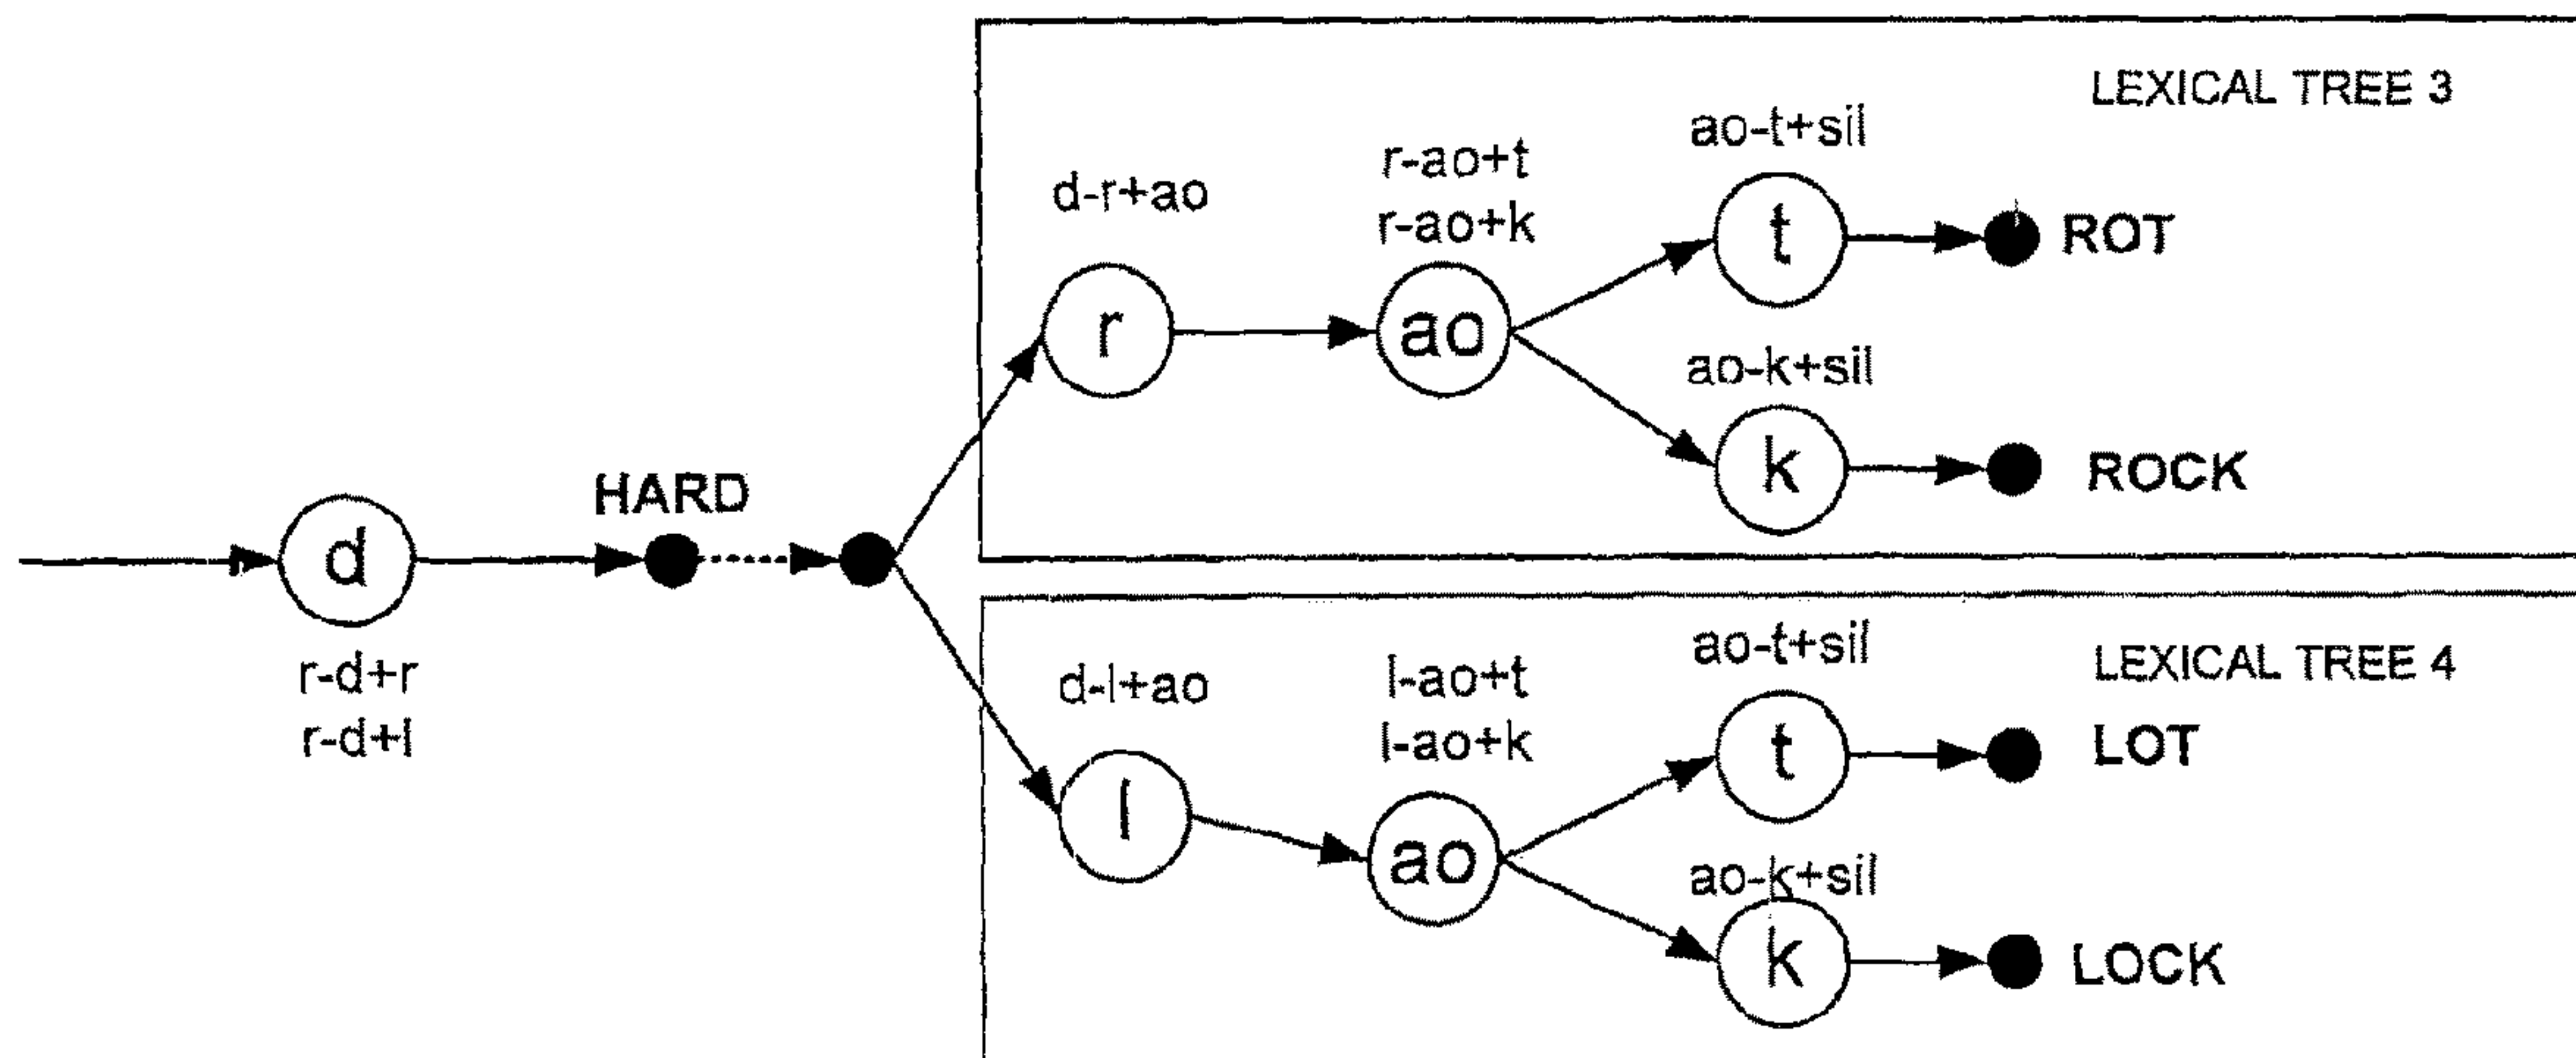 LEXICAL TREE 3
ao-t+sil
r-ao+t
d-r+ao
r-ao+k
t
ROT
r
ao
ao-k+sil
k
ROCK
HARD
d
r-d+r
r-d+l
LEXICAL TREE 4
ao-t+sil
l-ao+t
d-l+ao
l-ao+k
t
LOT
l
ao
ao-k+sil
k
LOCK